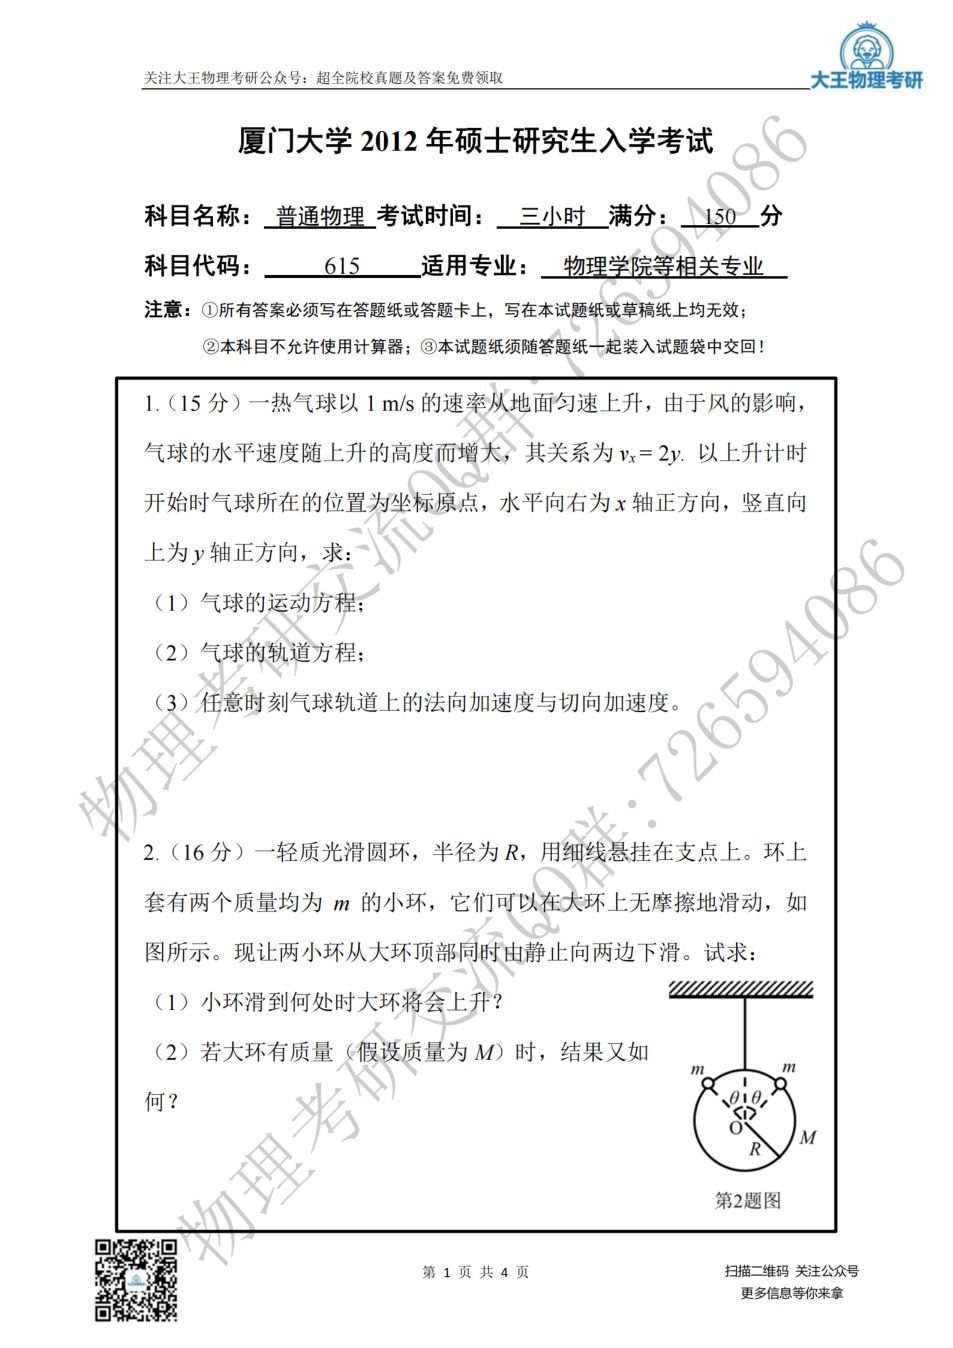 关注大王物理考研公众号：超全院校真题及答案免费领取
大王物理考研
厦门大学 2012 年硕士研究生入学考试
科目名称： 普通物理 考试时间： 三小时 满分： 150 分
科目代码： 615 适用专业： 物理学院等相关专业
注意：①所有答案必须写在答题纸或答题卡上，写在本试题纸或草稿纸上均无效；
②本科目不允许使用计算器；③本试题纸须随答题纸一起装入试题袋中交回！
1.（15 分）一热气球以 1 m/s 的速率从地面匀速上升，由于风的影响，
气球的水平速度随上升的高度而增大，其关系为 vx = 2y. 以上升计时
开始时气球所在的位置为坐标原点，水平向右为 x 轴正方向，竖直向
上为 y 轴正方向，求：
（1）气球的运动方程；
（2）气球的轨道方程；
（3）任意时刻气球轨道上的法向加速度与切向加速度。
2.（16 分）一轻质光滑圆环，半径为 R，用细线悬挂在支点上。环上
套有两个质量均为 m 的小环，它们可以在大环上无摩擦地滑动，如
图所示。现让两小环从大环顶部同时由静止向两边下滑。试求：
（1）小环滑到何处时大环将会上升？
（2）若大环有质量（假设质量为 M）时，结果又如
何？
m m
θ θ
O
R
M
第2题图
物理考研交流QQ群：726594086
物理考研交流QQ群：726594086
大王物理考研
第 1 页 共 4 页
扫描二维码 关注公众号
更多信息等你来拿